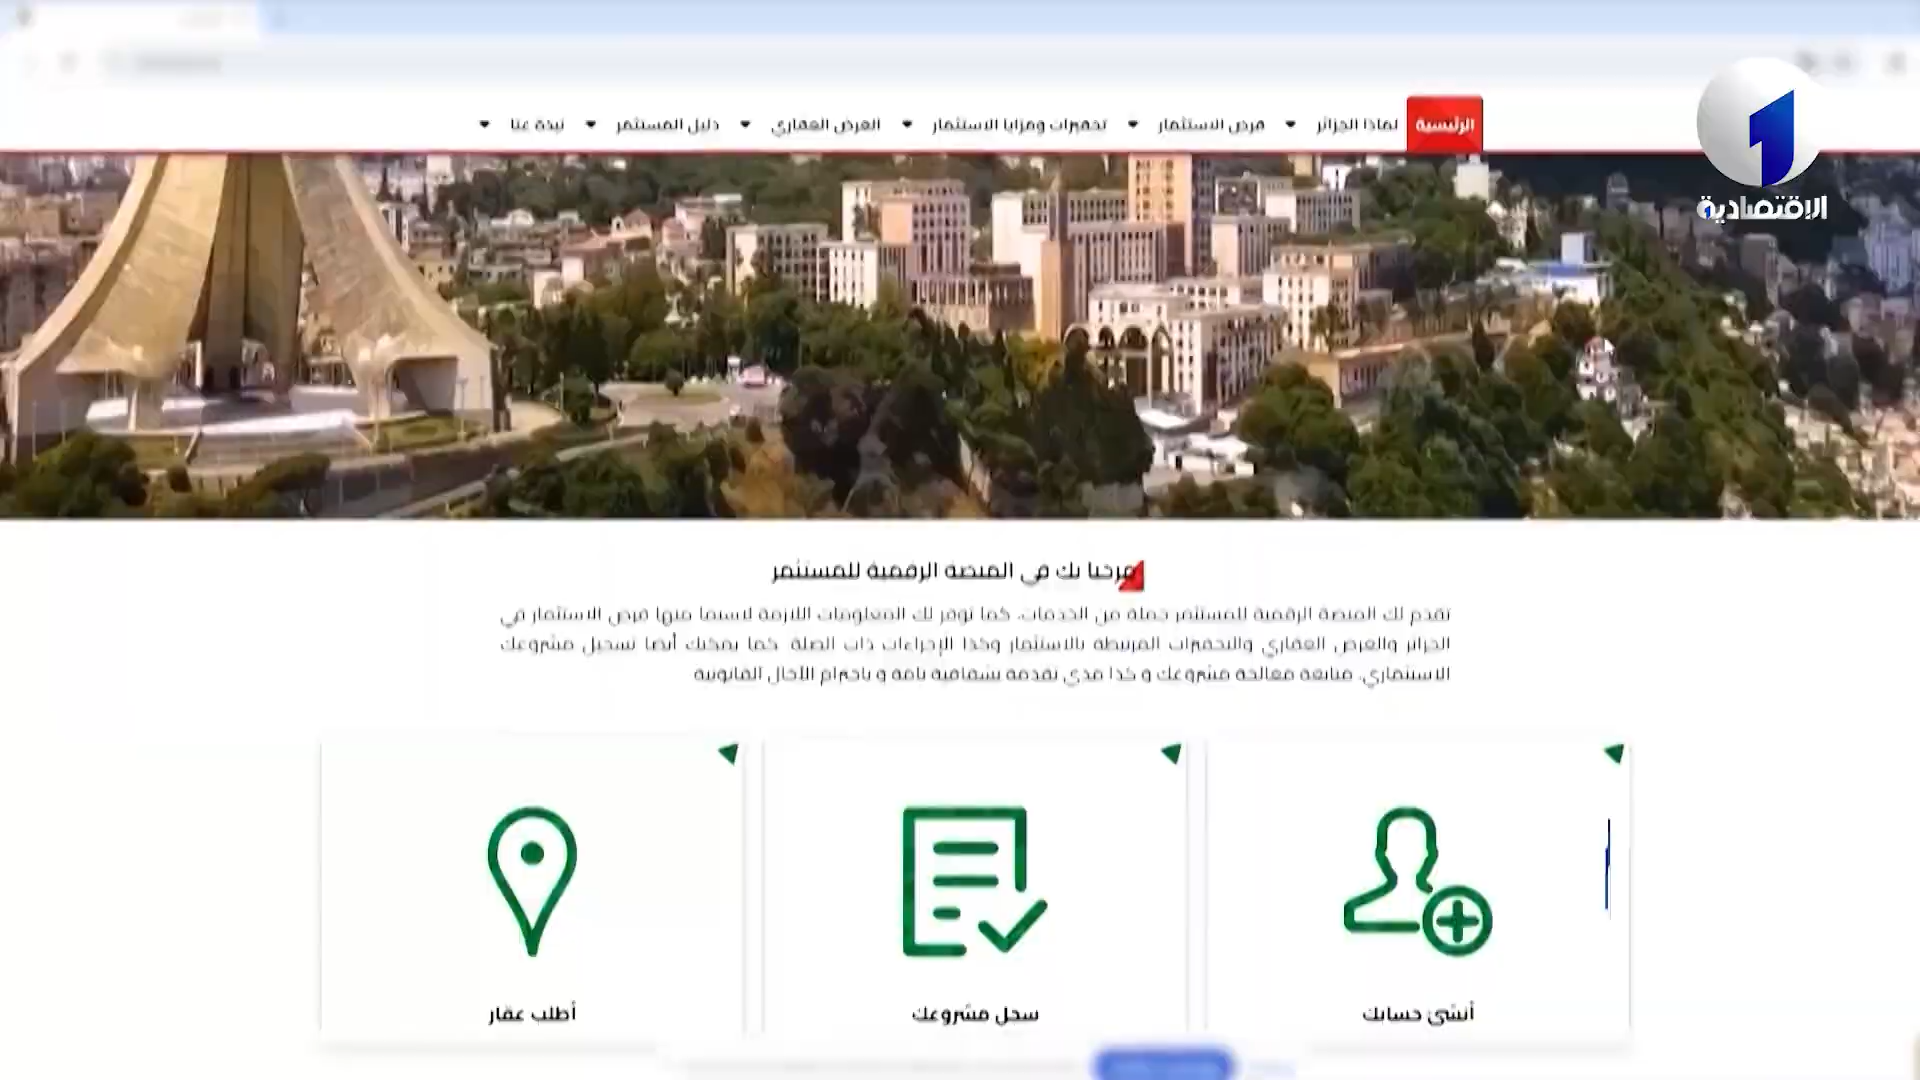 الرئيسية لماذا الجزائر فرص الاستثمار تحفيزات ومزايا الاستثمار العرض العقاري دليل المستثمر نبذة عنا
1
الإقتصادية
مرحبا بك في المنصة الرقمية للمستثمر
تقدم لك المنصة الرقمية للمستثمر جملة من الخدمات، كما توفر لك المعلومات اللازمة لاسيما منها فرص الاستثمار في
الجزائر والعرض العقاري والتحفيزات المرتبطة بالاستثمار وكذا الإجراءات ذات الصلة كما يمكنك أيضا تسجيل مشروعك
الاستثماري، متابعة معالجة مشروعك و كذا مدى تقدمه بشفافية تامة و باحترام الآجال القانونية
أنشئ حسابك
سجل مشروعك
أطلب عقار